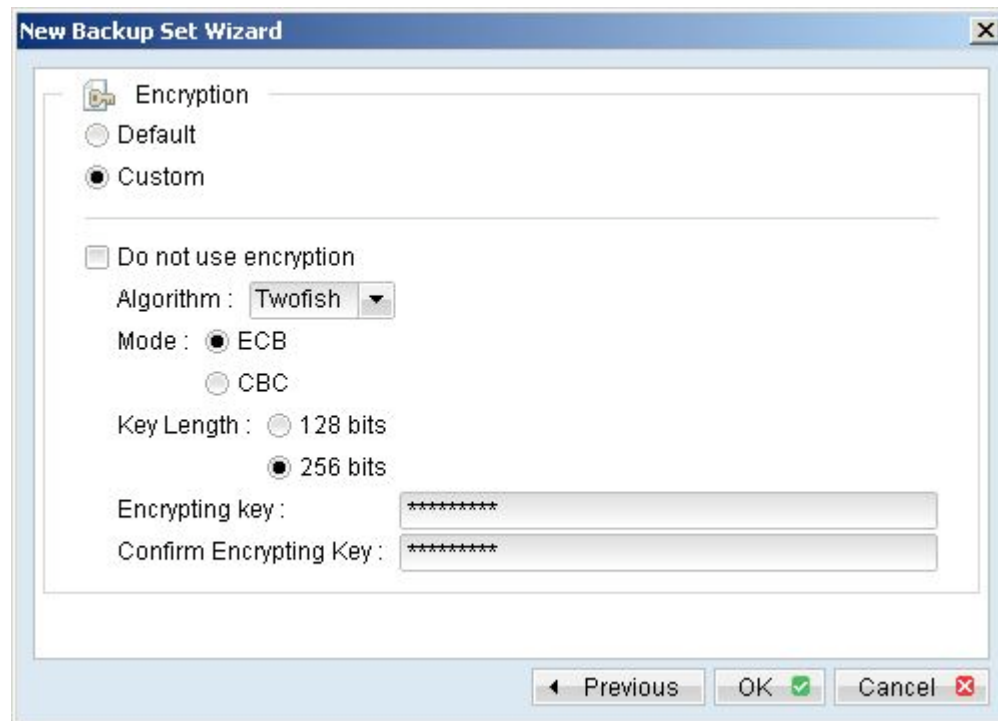 New Backup Set Wizard
Encryption
Default
Custom
Do not use encryption
Algorithm : Twofish
Mode : ECB
CBC
Key Length : 128 bits
256 bits
Encrypting key : *********
Confirm Encrypting Key : *********
Previous OK Cancel